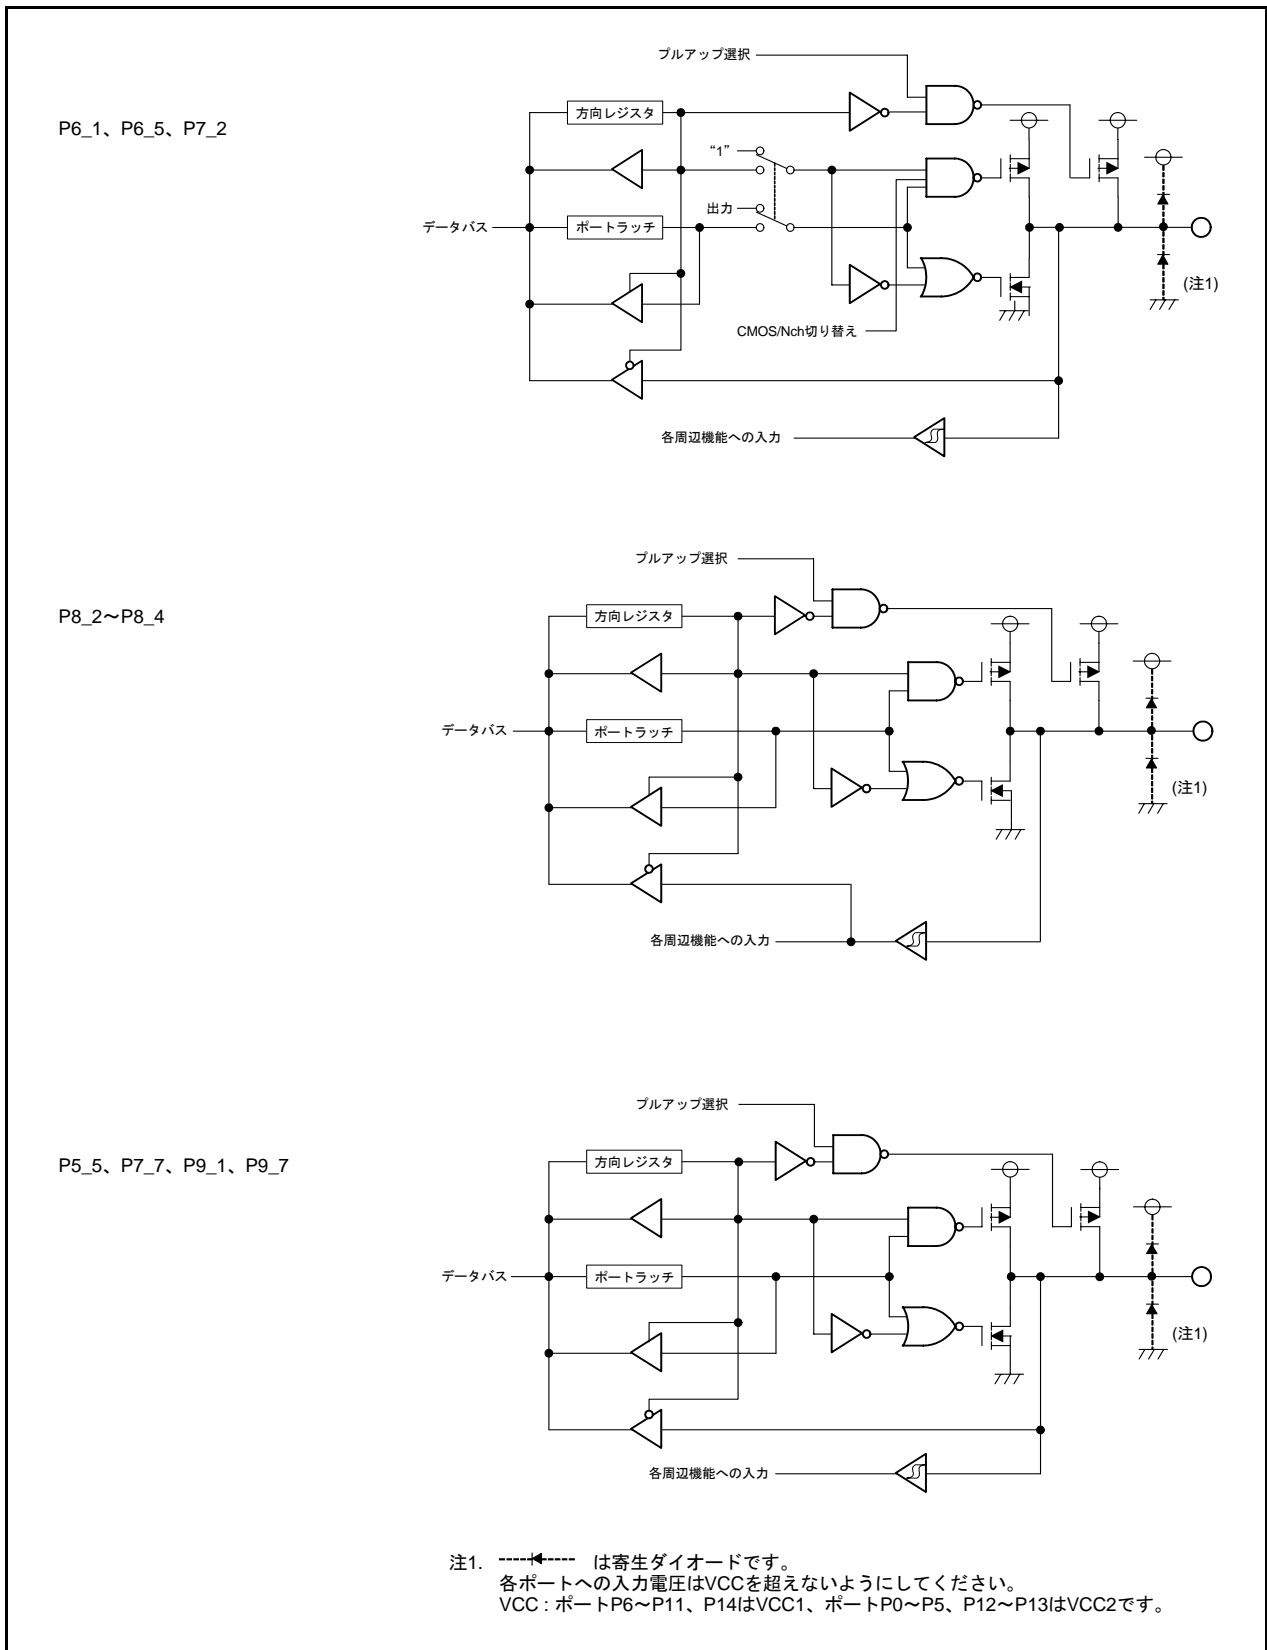 プルアップ選択
方向レジスタ
P6_1、P6_5、P7_2
“1”
出力
データバス
ポートラッチ
(注1)
CMOS/Nch切り替え
各周辺機能への入力
プルアップ選択
方向レジスタ
P8_2～P8_4
データバス
ポートラッチ
(注1)
各周辺機能への入力
プルアップ選択
方向レジスタ
P5_5、P7_7、P9_1、P9_7
データバス
ポートラッチ
(注1)
各周辺機能への入力
注1. は寄生ダイオードです。
各ポートへの入力電圧はVCCを超えないようにしてください。
VCC : ポートP6～P11、P14はVCC1、ポートP0～P5、P12～P13はVCC2です。